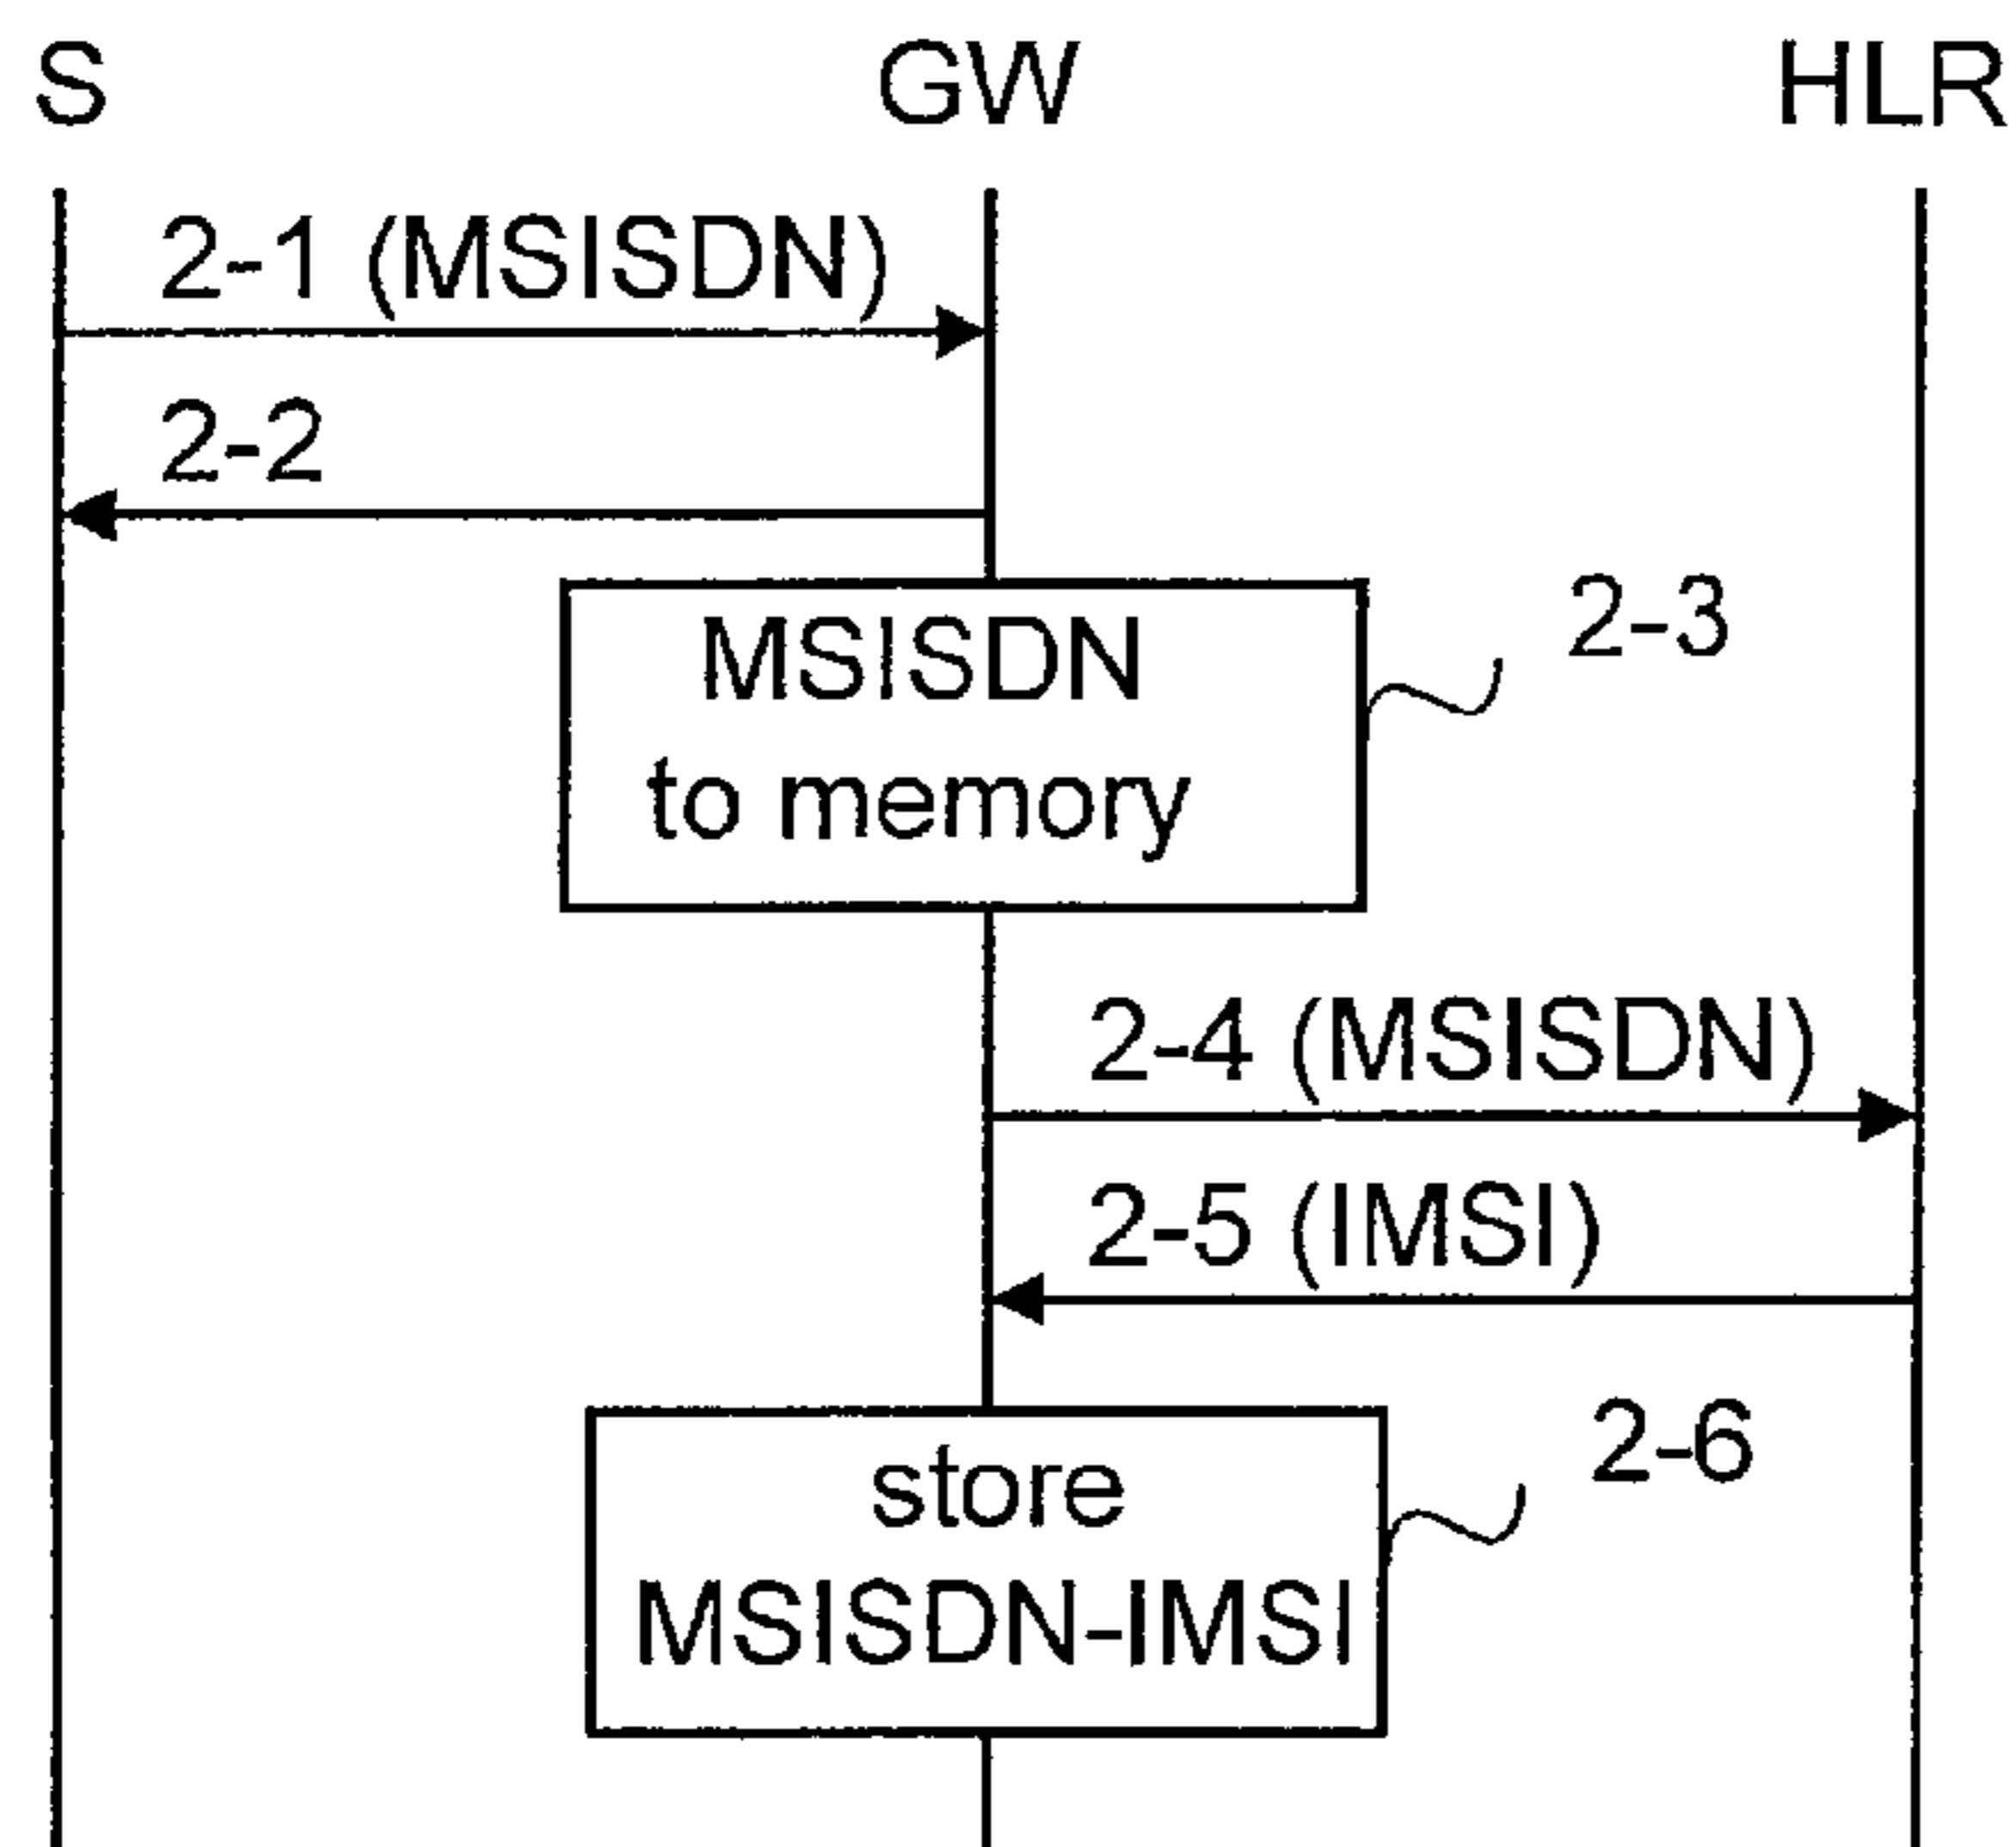 S GW HLR
2-1 (MSISDN)
2-2
2-3
MSISDN
to memory
2-4 (MSISDN)
2-5 (IMSI)
2-6
store
MSISDN-IMSI